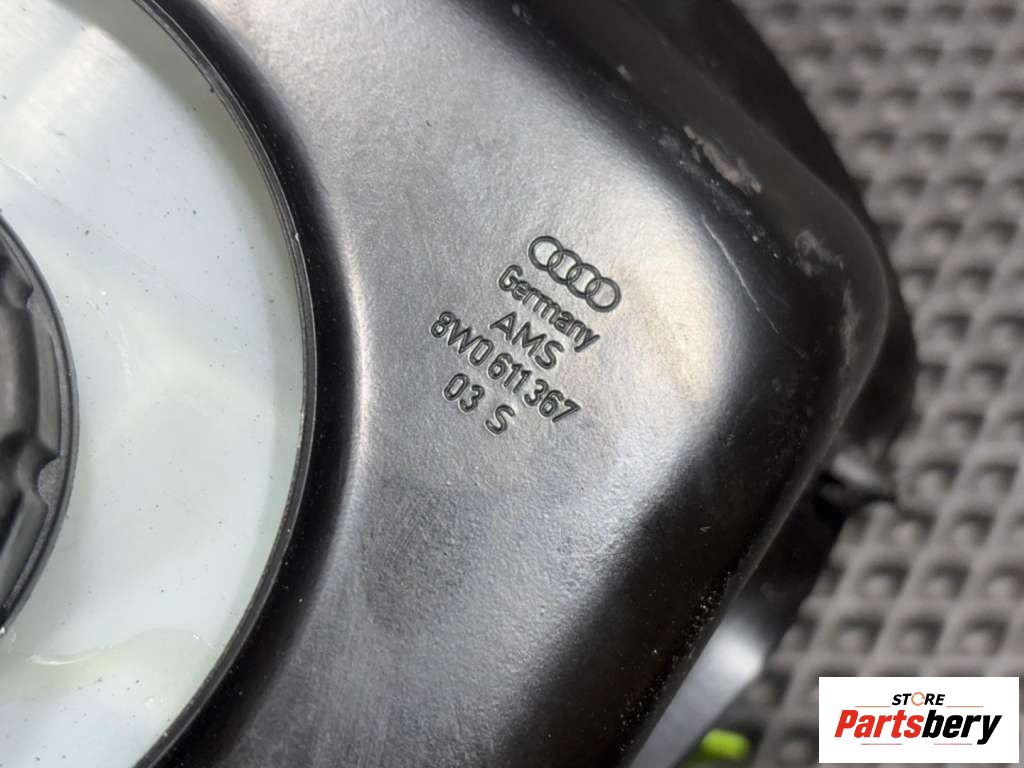 Germany
AMS
8W0 611 367
03 S
STORE
Partsbery